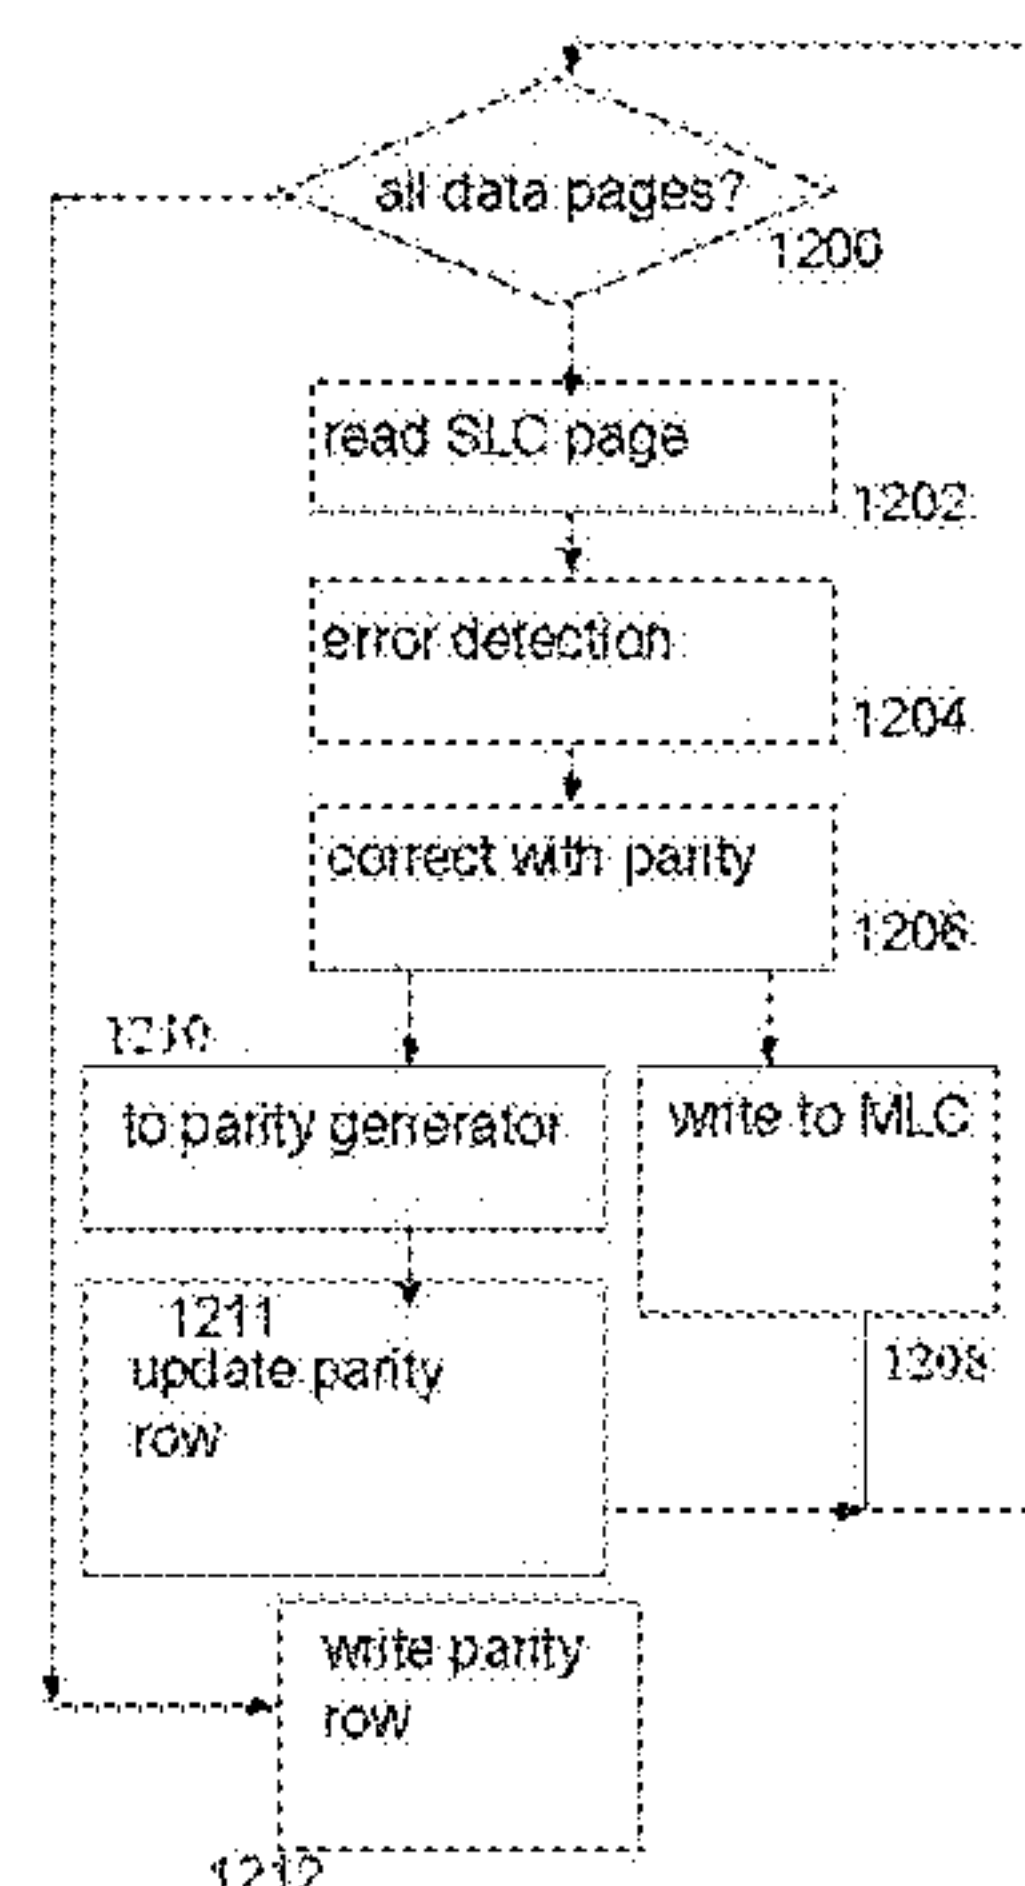 all data pages?
1200
read SLC page
1202
error detection
1204
correct with parity
1206
1210
to parity generator
write to MLC
1211
update parity
row
1208
write parity
row
1212